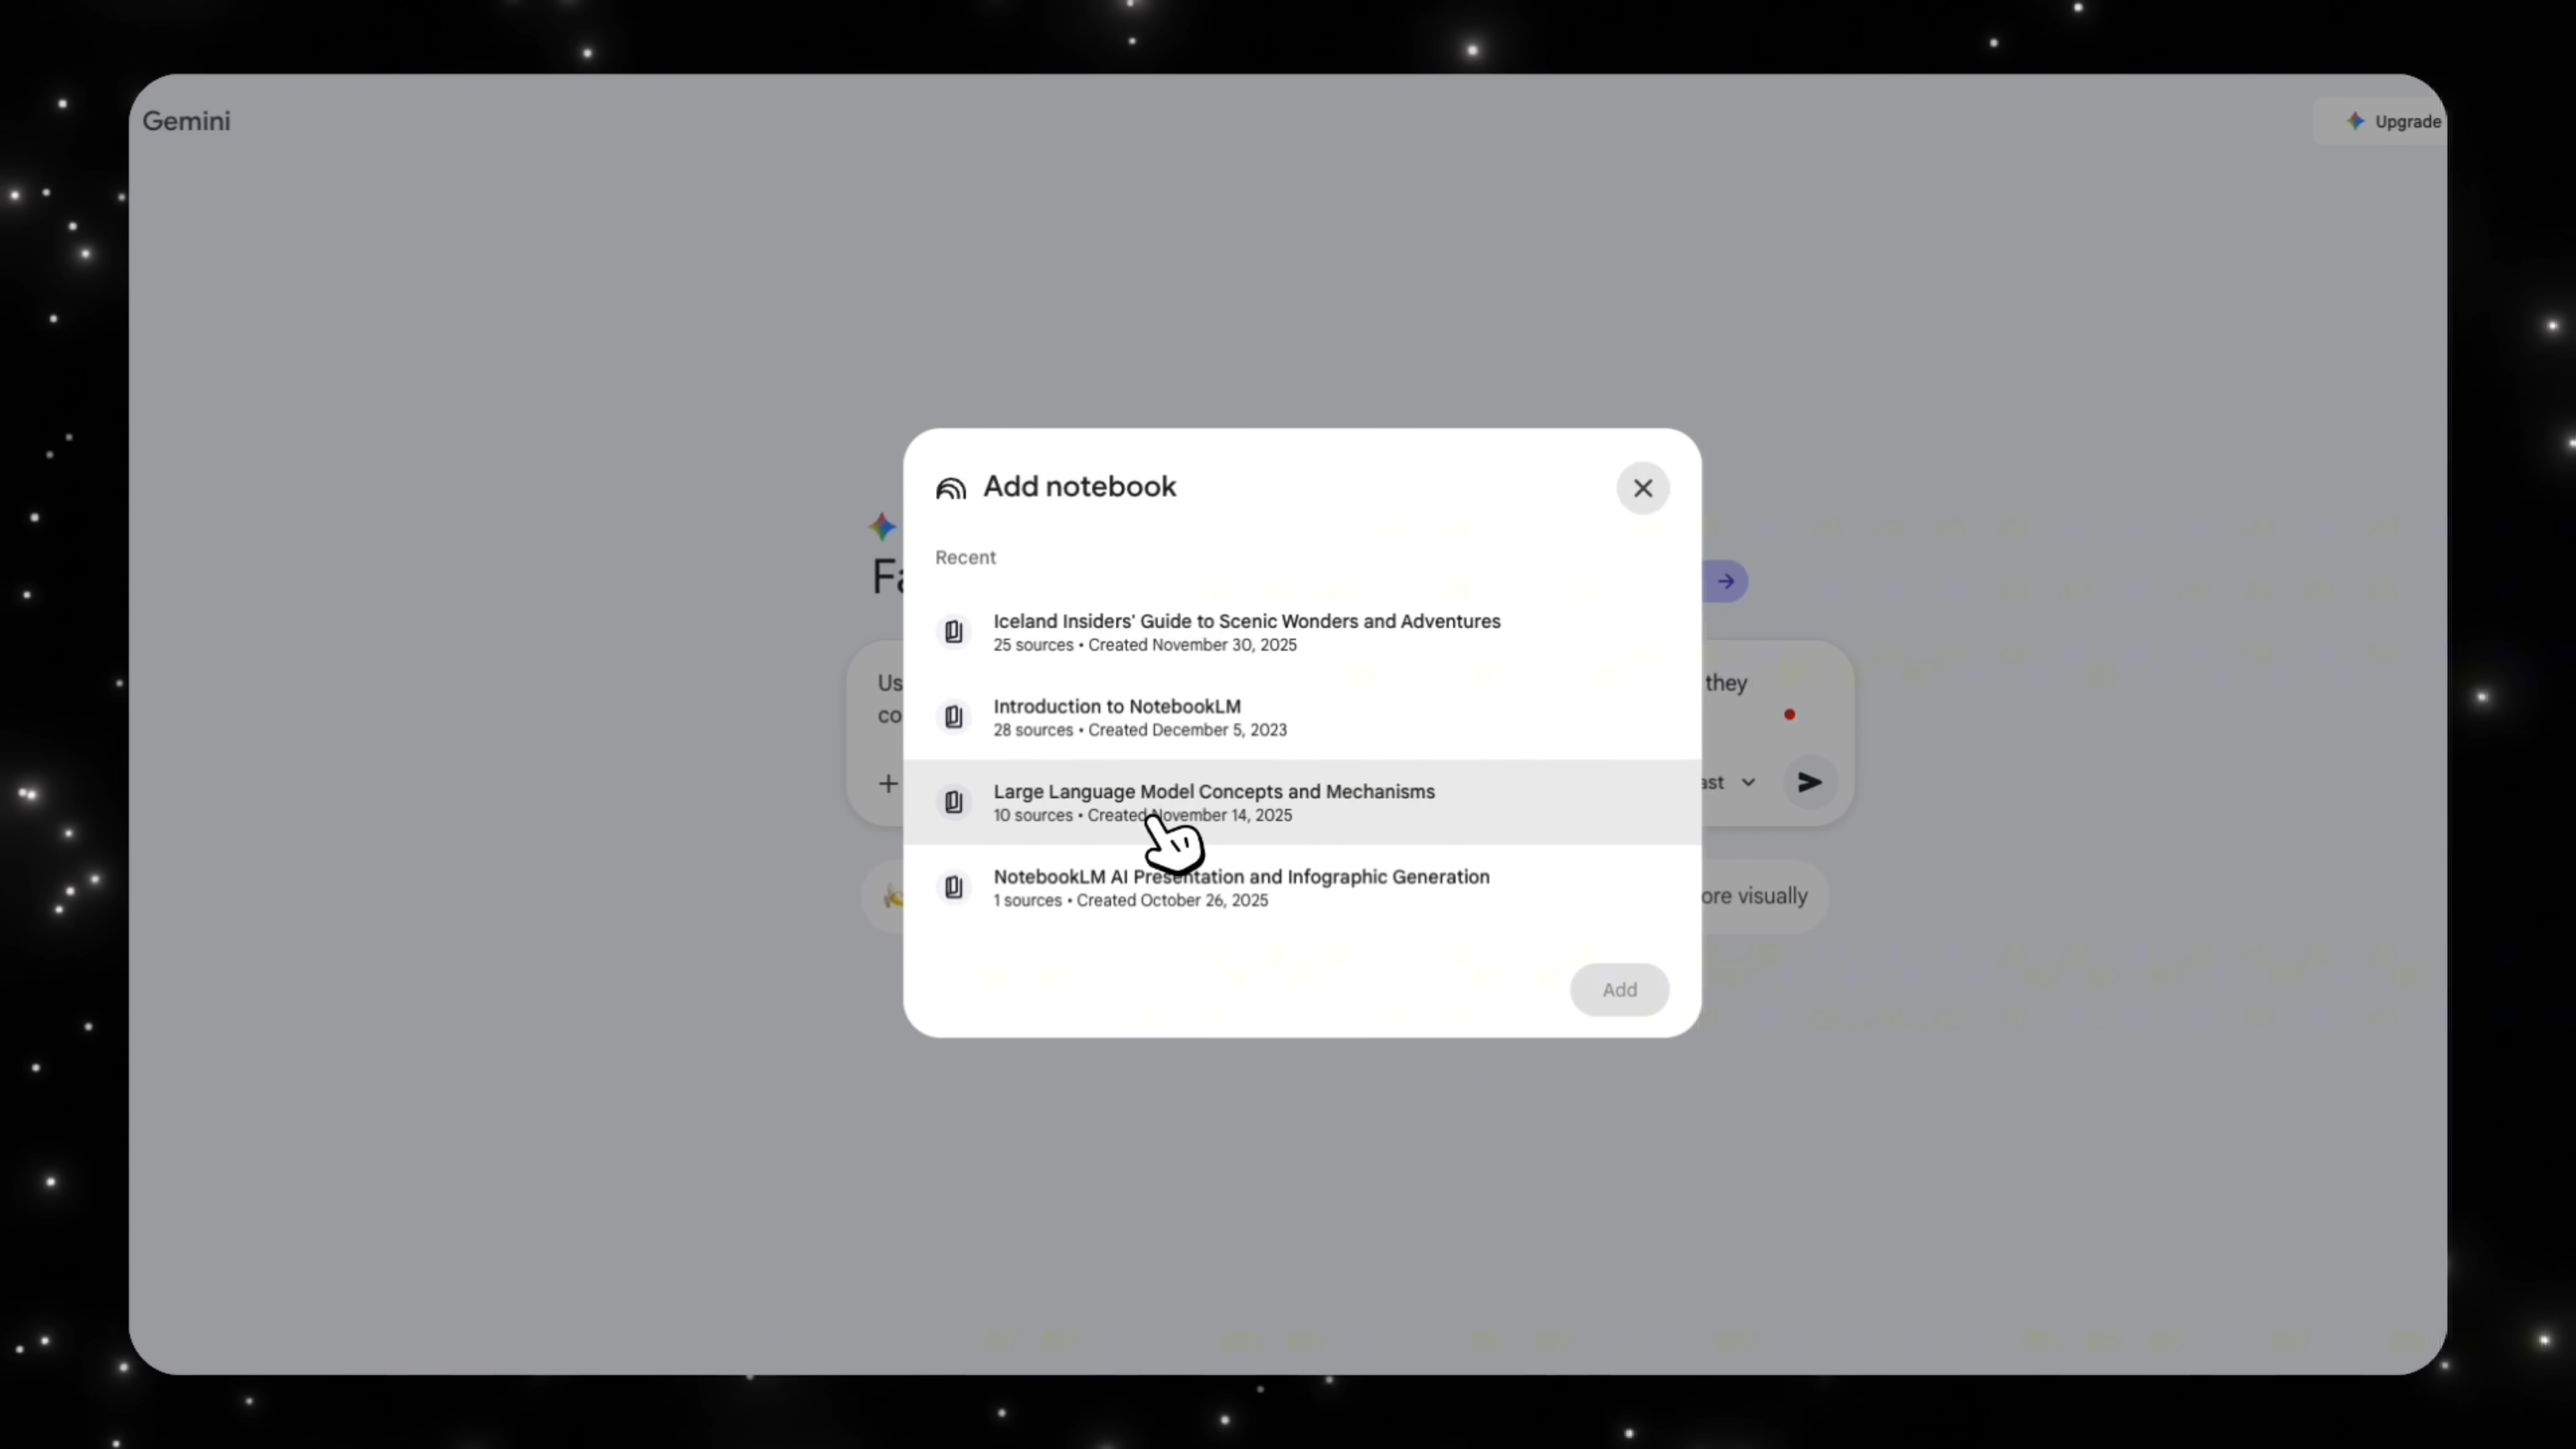 Gemini
Upgrade
Add notebook
Recent
Iceland Insiders' Guide to Scenic Wonders and Adventures
25 sources • Created November 30, 2025
Introduction to NotebookLM
28 sources • Created December 5, 2023
they
Large Language Model Concepts and Mechanisms
10 sources • Created November 14, 2025
NotebookLM AI Presentation and Infographic Generation
1 sources • Created October 26, 2025
visually
Add